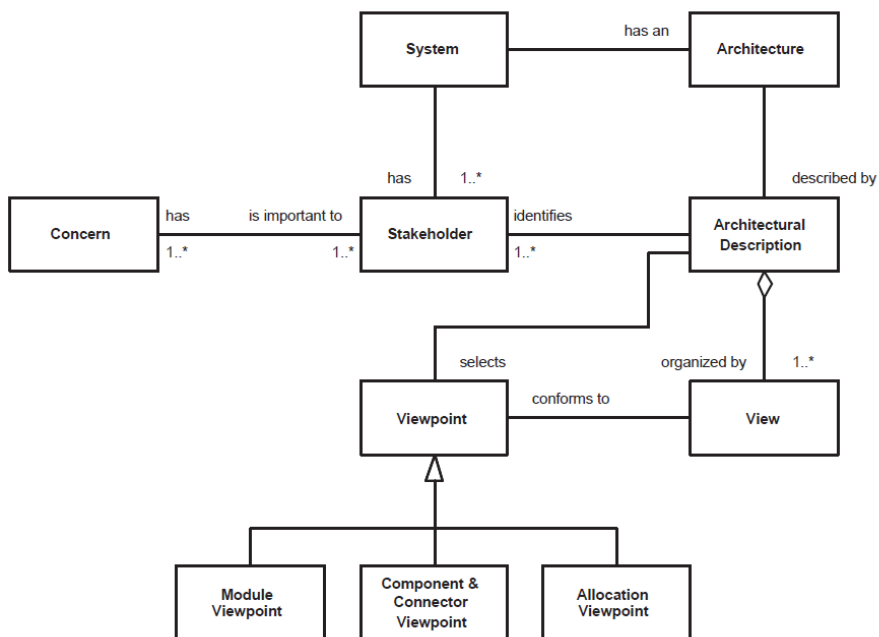 has an
System
Architecture
has
1..*
described by
has
is important to
identifies
Concern
Stakeholder
Architectural
Description
1..*
1..*
1..*
selects
organized by
1..*
conforms to
Viewpoint
View
Module
Viewpoint
Component &
Connector
Viewpoint
Allocation
Viewpoint